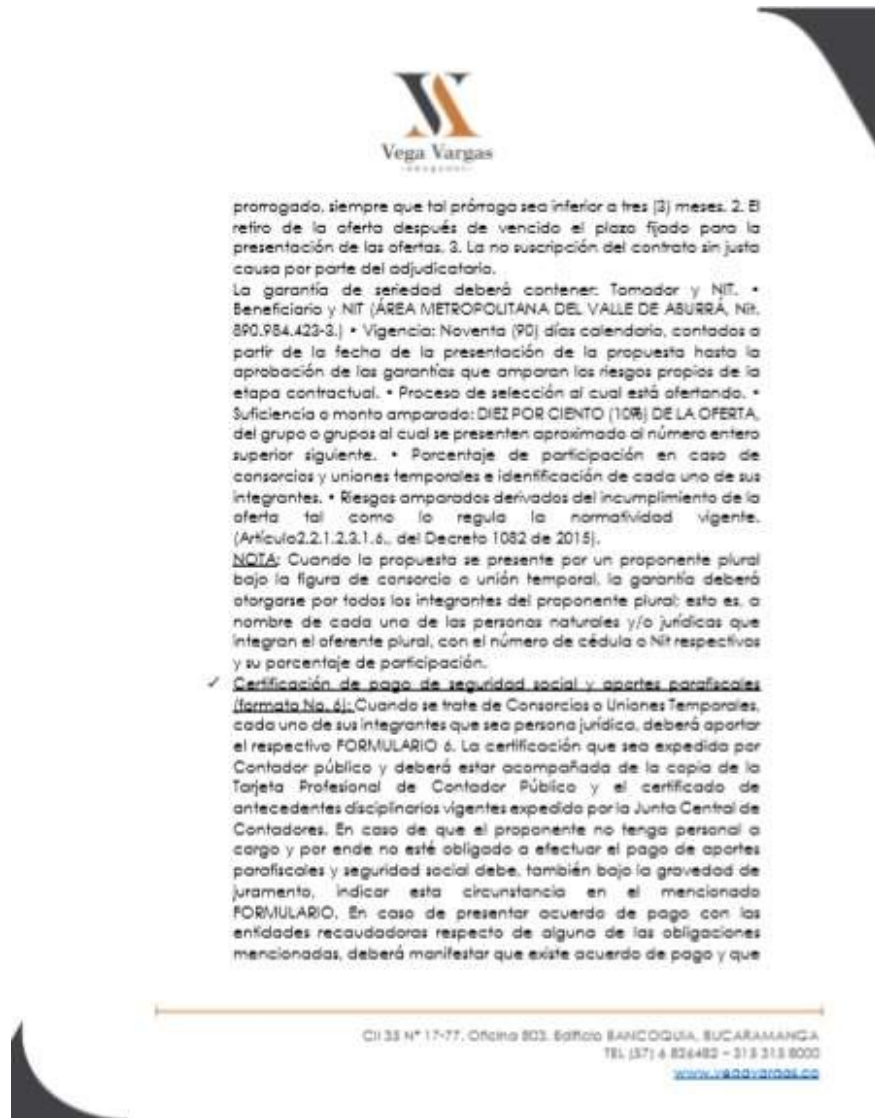 Vega Vargas
prorrogado, siempre que tal prórroga sea inferior a tres (3) meses. 2. El
retiro de la oferta después de vencido el plazo fijado para la
presentación de las ofertas. 3. La no suscripción del contrato sin justa
causa por parte del adjudicatario.
La garantía de seriedad deberá contener: Tomador y NIT. •
Beneficiario y NIT (ÁREA METROPOLITANA DEL VALLE DE ABURRÁ, Nit.
890.984.423-3.) • Vigencia: Noventa (90) días calendario, contados a
partir de la fecha de la presentación de la propuesta hasta la
aprobación de las garantías que amparan los riesgos propios de la
etapa contractual. • Proceso de selección al cual está ofertando. •
Suficiencia o monto amparado: DIEZ POR CIENTO (10%) DE LA OFERTA,
del grupo o grupos al cual se presenten aproximado al número entero
superior siguiente. • Porcentaje de participación en caso de
consorcios y uniones temporales e identificación de cada uno de sus
integrantes. • Riesgos amparados derivados del incumplimiento de la
oferta tal como lo regula la normatividad vigente.
(Artículo2.2.1.2.3.1.6., del Decreto 1082 de 2015).
NOTA: Cuando la propuesta se presente por un proponente plural
bajo la figura de consorcio o unión temporal, la garantía deberá
otorgarse por todos los integrantes del proponente plural; esto es, a
nombre de cada una de las personas naturales y/o jurídicas que
integran el oferente plural, con el número de cédula o Nit respectivos
y su porcentaje de participación.
✓ Certificación de pago de seguridad social y aportes parafiscales
(formato No. 6): Cuando se trate de Consorcios o Uniones Temporales,
cada uno de sus integrantes que sea persona jurídica, deberá aportar
el respectivo FORMULARIO 6. La certificación que sea expedida por
Contador público y deberá estar acompañada de la copia de la
Tarjeta Profesional de Contador Público y el certificado de
antecedentes disciplinarios vigentes expedido por la Junta Central de
Contadores. En caso de que el proponente no tenga personal a
cargo y por ende no esté obligado a efectuar el pago de aportes
parafiscales y seguridad social debe, también bajo la gravedad de
juramento, indicar esta circunstancia en el mencionado
FORMULARIO. En caso de presentar acuerdo de pago con las
entidades recaudadoras respecto de alguna de las obligaciones
mencionadas, deberá manifestar que existe acuerdo de pago y que
Cll 35 N° 17-77. Oficina 803. Edificio BANCOQUIA, BUCARAMANGA
TEL (57) 6 826482 – 315 315 8000
www.vegavargas.co